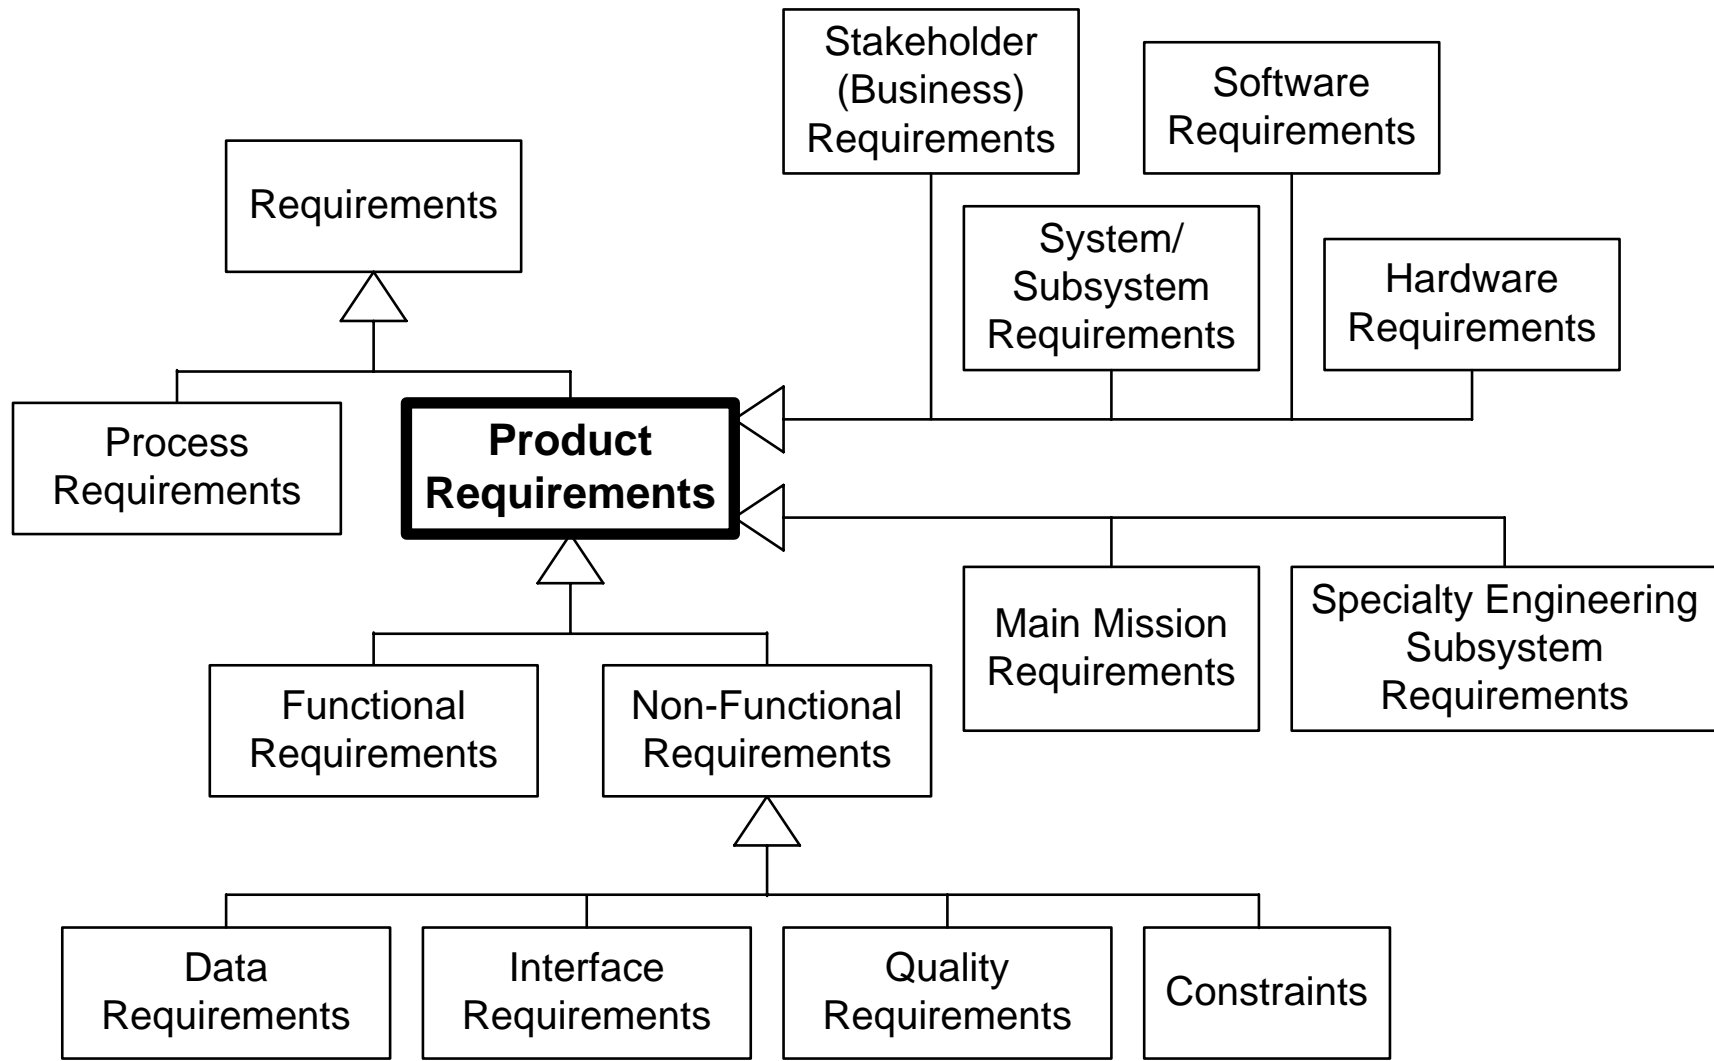 Stakeholder
(Business)
Requirements
Software
Requirements
Requirements
System/
Subsystem
Requirements
Hardware
Requirements
Process
Requirements
Product
Requirements
Main Mission
Requirements
Specialty Engineering
Subsystem
Requirements
Functional
Requirements
Non-Functional
Requirements
Data
Requirements
Interface
Requirements
Quality
Requirements
Constraints